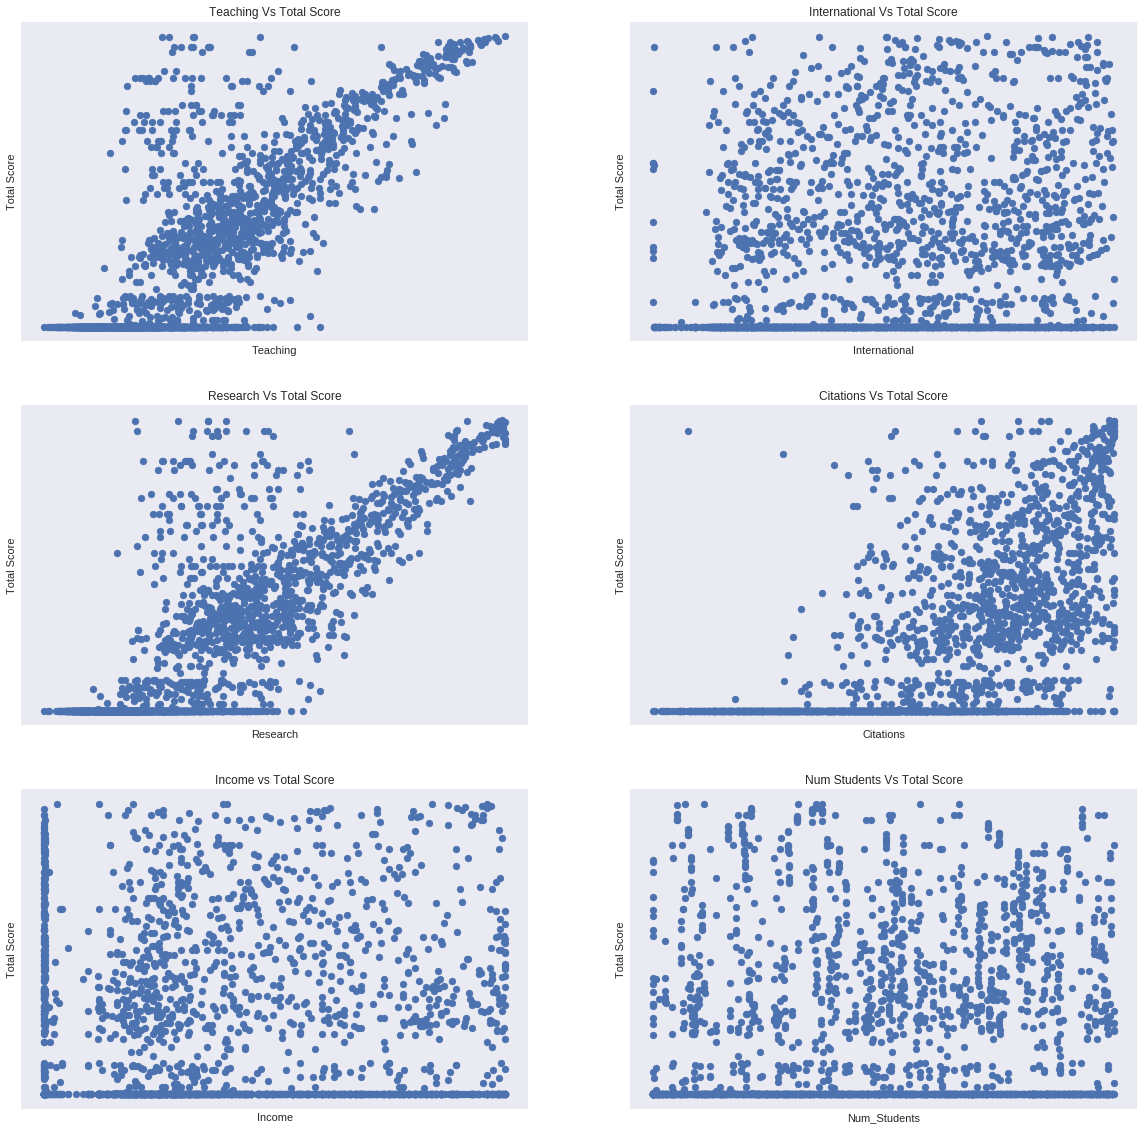 Teaching Vs Total Score
Total Score
Teaching
International Vs Total Score
Total Score
International
Research Vs Total Score
Total Score
Research
Citations Vs Total Score
Total Score
Citations
Income vs Total Score
Total Score
Income
Num Students Vs Total Score
Total Score
Num_Students